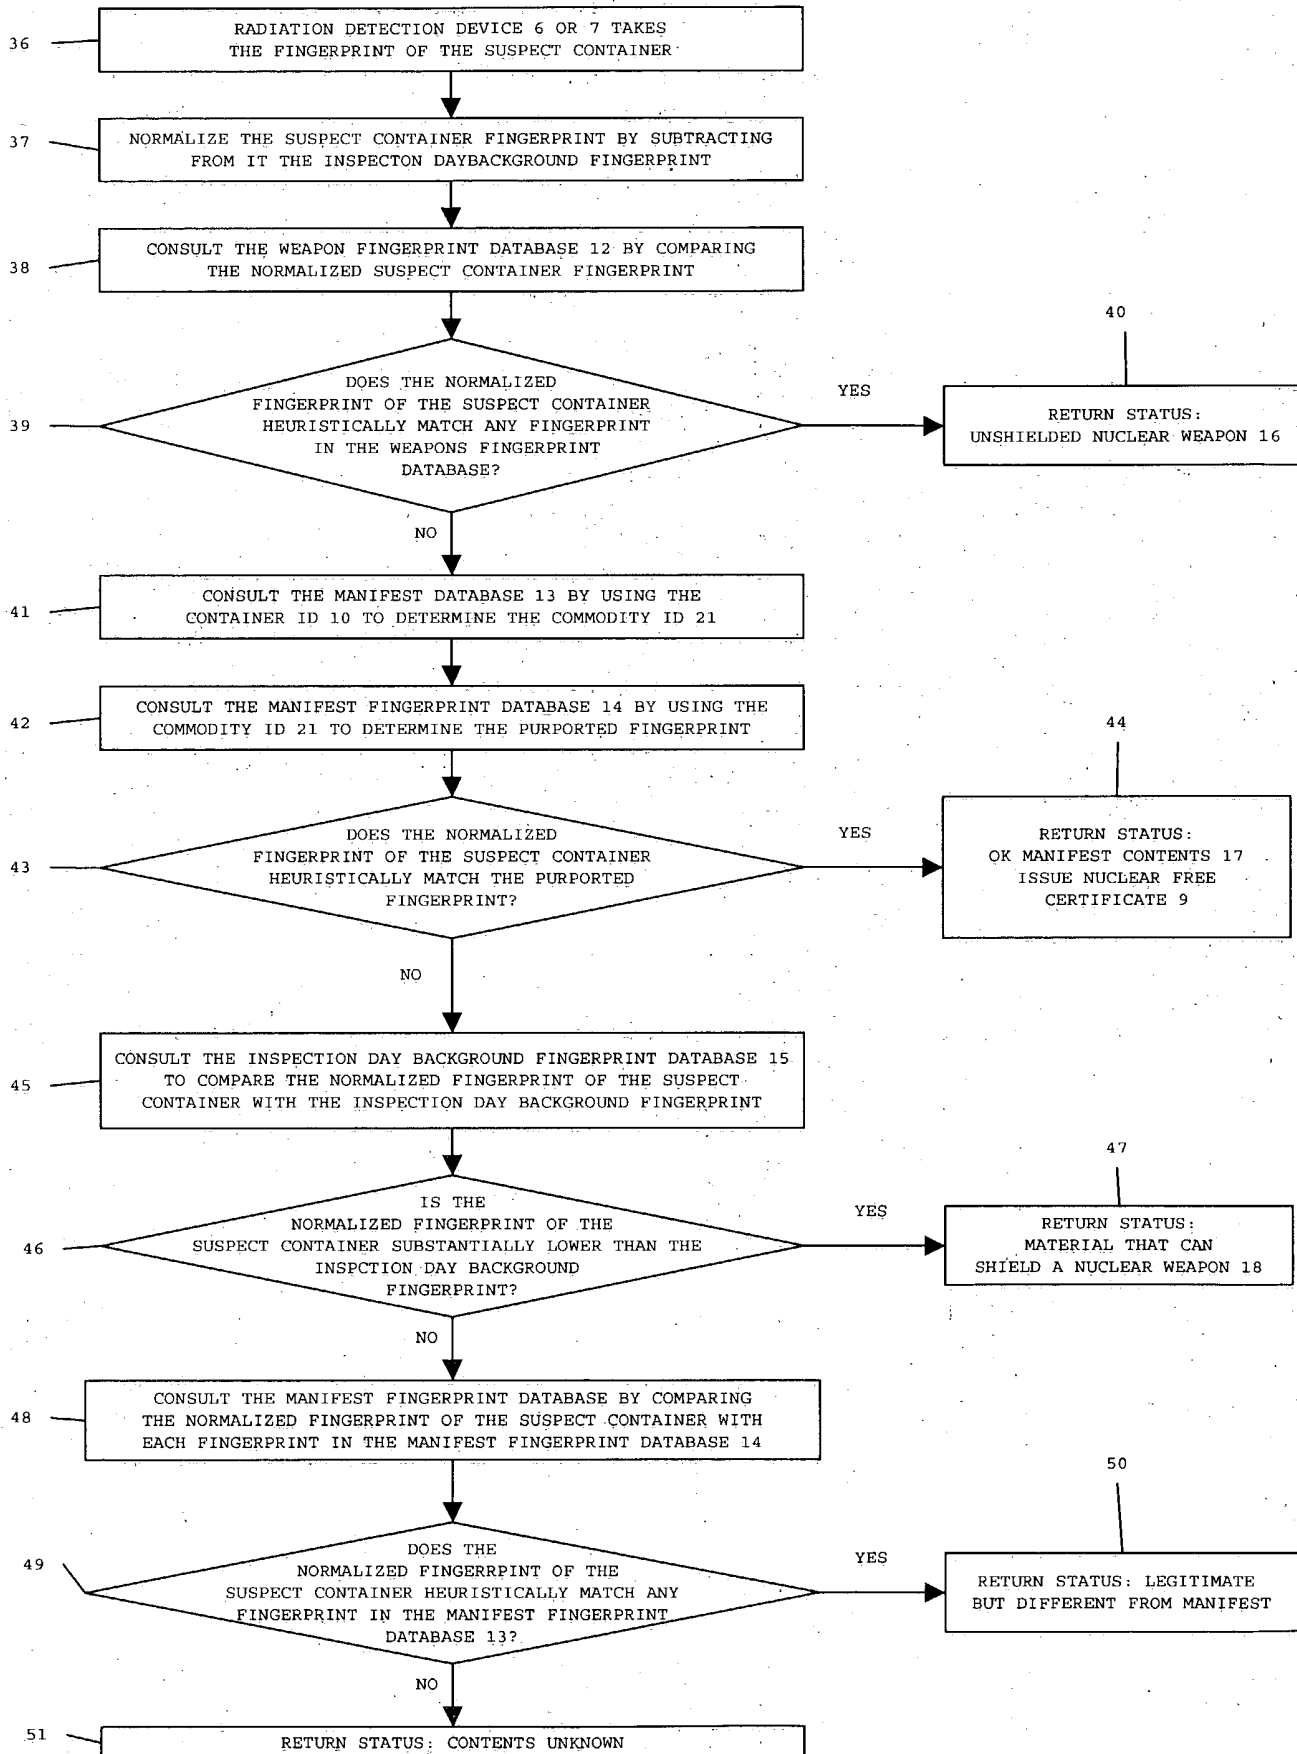 36
RADIATION DETECTION DEVICE 6 OR 7 TAKES
THE FINGERPRINT OF THE SUSPECT CONTAINER
37
NORMALIZE THE SUSPECT CONTAINER FINGERPRINT BY SUBTRACTING
FROM IT THE INSPECTON DAYBACKGROUND FINGERPRINT
38
CONSULT THE WEAPON FINGERPRINT DATABASE 12 BY COMPARING
THE NORMALIZED SUSPECT CONTAINER FINGERPRINT
39
DOES THE NORMALIZED
FINGERPRINT OF THE SUSPECT CONTAINER
HEURISTICALLY MATCH ANY FINGERPRINT
IN THE WEAPONS FINGERPRINT
DATABASE?
YES
40
RETURN STATUS:
UNSHIELDED NUCLEAR WEAPON 16
NO
41
CONSULT THE MANIFEST DATABASE 13 BY USING THE
CONTAINER ID 10 TO DETERMINE THE COMMODITY ID 21
42
CONSULT THE MANIFEST FINGERPRINT DATABASE 14 BY USING THE
COMMODITY ID 21 TO DETERMINE THE PURPORTED FINGERPRINT
43
DOES THE NORMALIZED
FINGERPRINT OF THE SUSPECT CONTAINER
HEURISTICALLY MATCH THE PURPORTED
FINGERPRINT?
YES
44
RETURN STATUS:
OK MANIFEST CONTENTS 17
ISSUE NUCLEAR FREE
CERTIFICATE 9
NO
45
CONSULT THE INSPECTION DAY BACKGROUND FINGERPRINT DATABASE 15
TO COMPARE THE NORMALIZED FINGERPRINT OF THE SUSPECT
CONTAINER WITH THE INSPECTION DAY BACKGROUND FINGERPRINT
46
IS THE
NORMALIZED FINGERPRINT OF THE
SUSPECT CONTAINER SUBSTANTIALLY LOWER THAN THE
INSPCTION DAY BACKGROUND
FINGERPRINT?
YES
47
RETURN STATUS:
MATERIAL THAT CAN
SHIELD A NUCLEAR WEAPON 18
NO
48
CONSULT THE MANIFEST FINGERPRINT DATABASE BY COMPARING
THE NORMALIZED FINGERPRINT OF THE SUSPECT CONTAINER WITH
EACH FINGERPRINT IN THE MANIFEST FINGERPRINT DATABASE 14
49
DOES THE
NORMALIZED FINGERRPINT OF THE
SUSPECT CONTAINER HEURISTICALLY MATCH ANY
FINGERPRINT IN THE MANIFEST FINGERPRINT
DATABASE 13?
YES
50
RETURN STATUS: LEGITIMATE
BUT DIFFERENT FROM MANIFEST
NO
51
RETURN STATUS: CONTENTS UNKNOWN